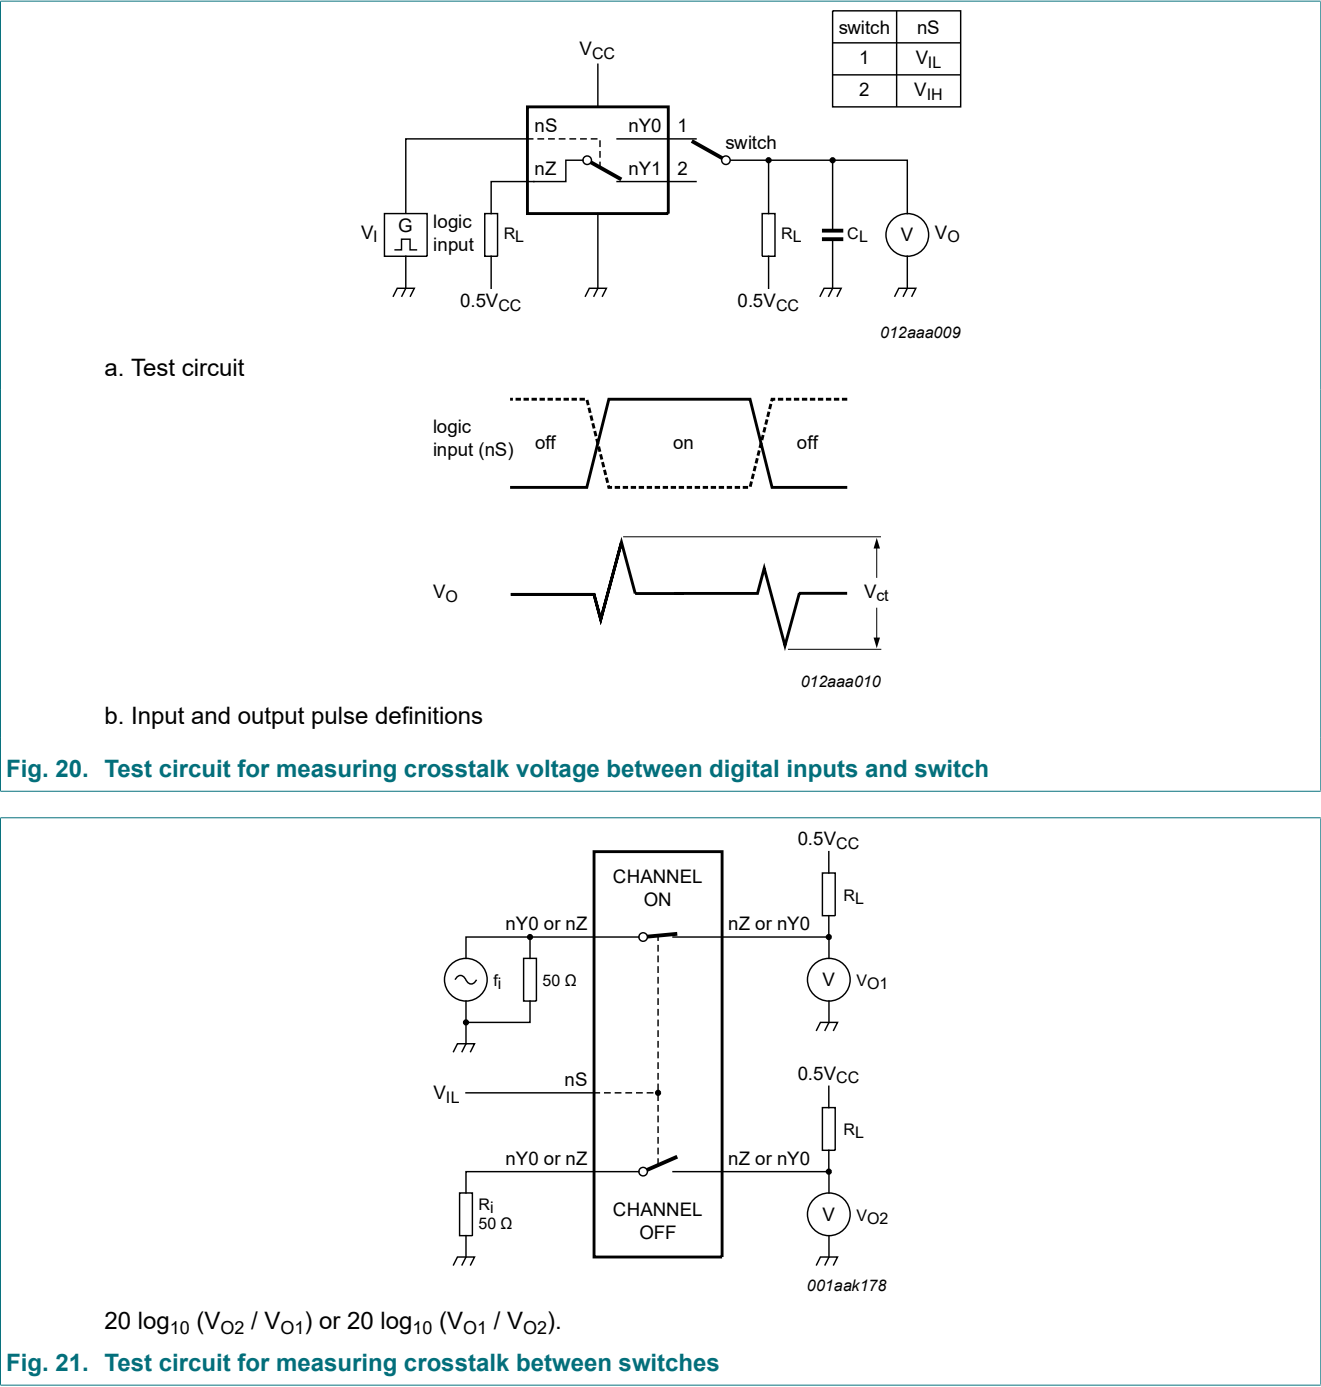 switch nS
1 VIL
2 VIH
VCC
nS nY0 1
switch
nZ nY1 2
VI G logic
input
RL
RL CL V VO
0.5VCC
0.5VCC
012aaa009
a. Test circuit
logic
input (nS) off on off
VO Vct
012aaa010
b. Input and output pulse definitions
Fig. 20. Test circuit for measuring crosstalk voltage between digital inputs and switch
0.5VCC
CHANNEL
ON
RL
nY0 or nZ nZ or nY0
fi 50 Ω V VO1
nS
VIL
0.5VCC
RL
nY0 or nZ nZ or nY0
Ri
50 Ω
CHANNEL
OFF
V VO2
001aak178
20 log10 (VO2 / VO1) or 20 log10 (VO1 / VO2).
Fig. 21. Test circuit for measuring crosstalk between switches